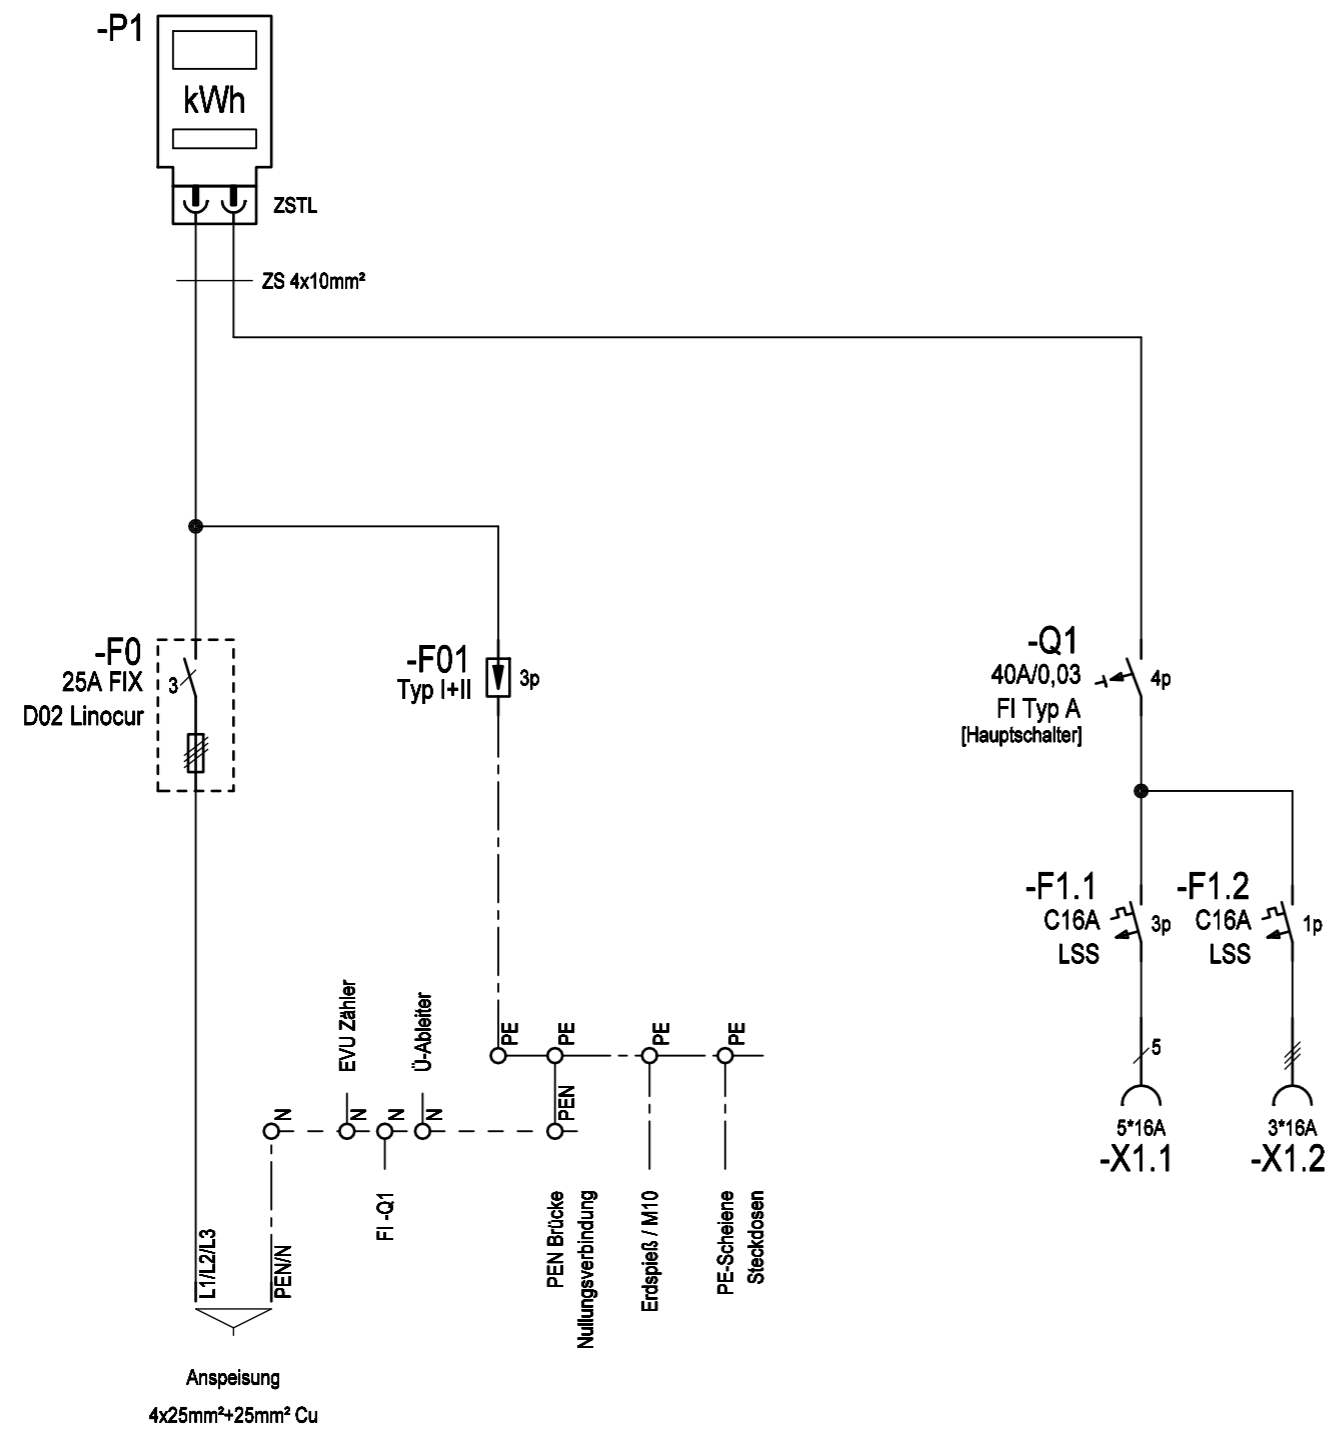 -P1
kWh
ZSTL
ZS 4x10mm²
-F0
25A FIX
D02 Linocur
3
-F01
Typ I+II
3p
-Q1
40A/0,03
FI Typ A
[Hauptschalter]
4p
-F1.1
C16A
LSS
3p
-F1.2
C16A
LSS
1p
5
5*16A
-X1.1
3*16A
-X1.2
EVU Zähler
Ü-Ableiter
PE
PE
PE
PE
N
N
N
N
PEN
FI -Q1
PEN Brücke
Nullungsverbindung
Erdspieß / M10
PE-Scheiene
Steckdosen
L1/L2/L3
PEN/N
Anspeisung
4x25mm²+25mm² Cu